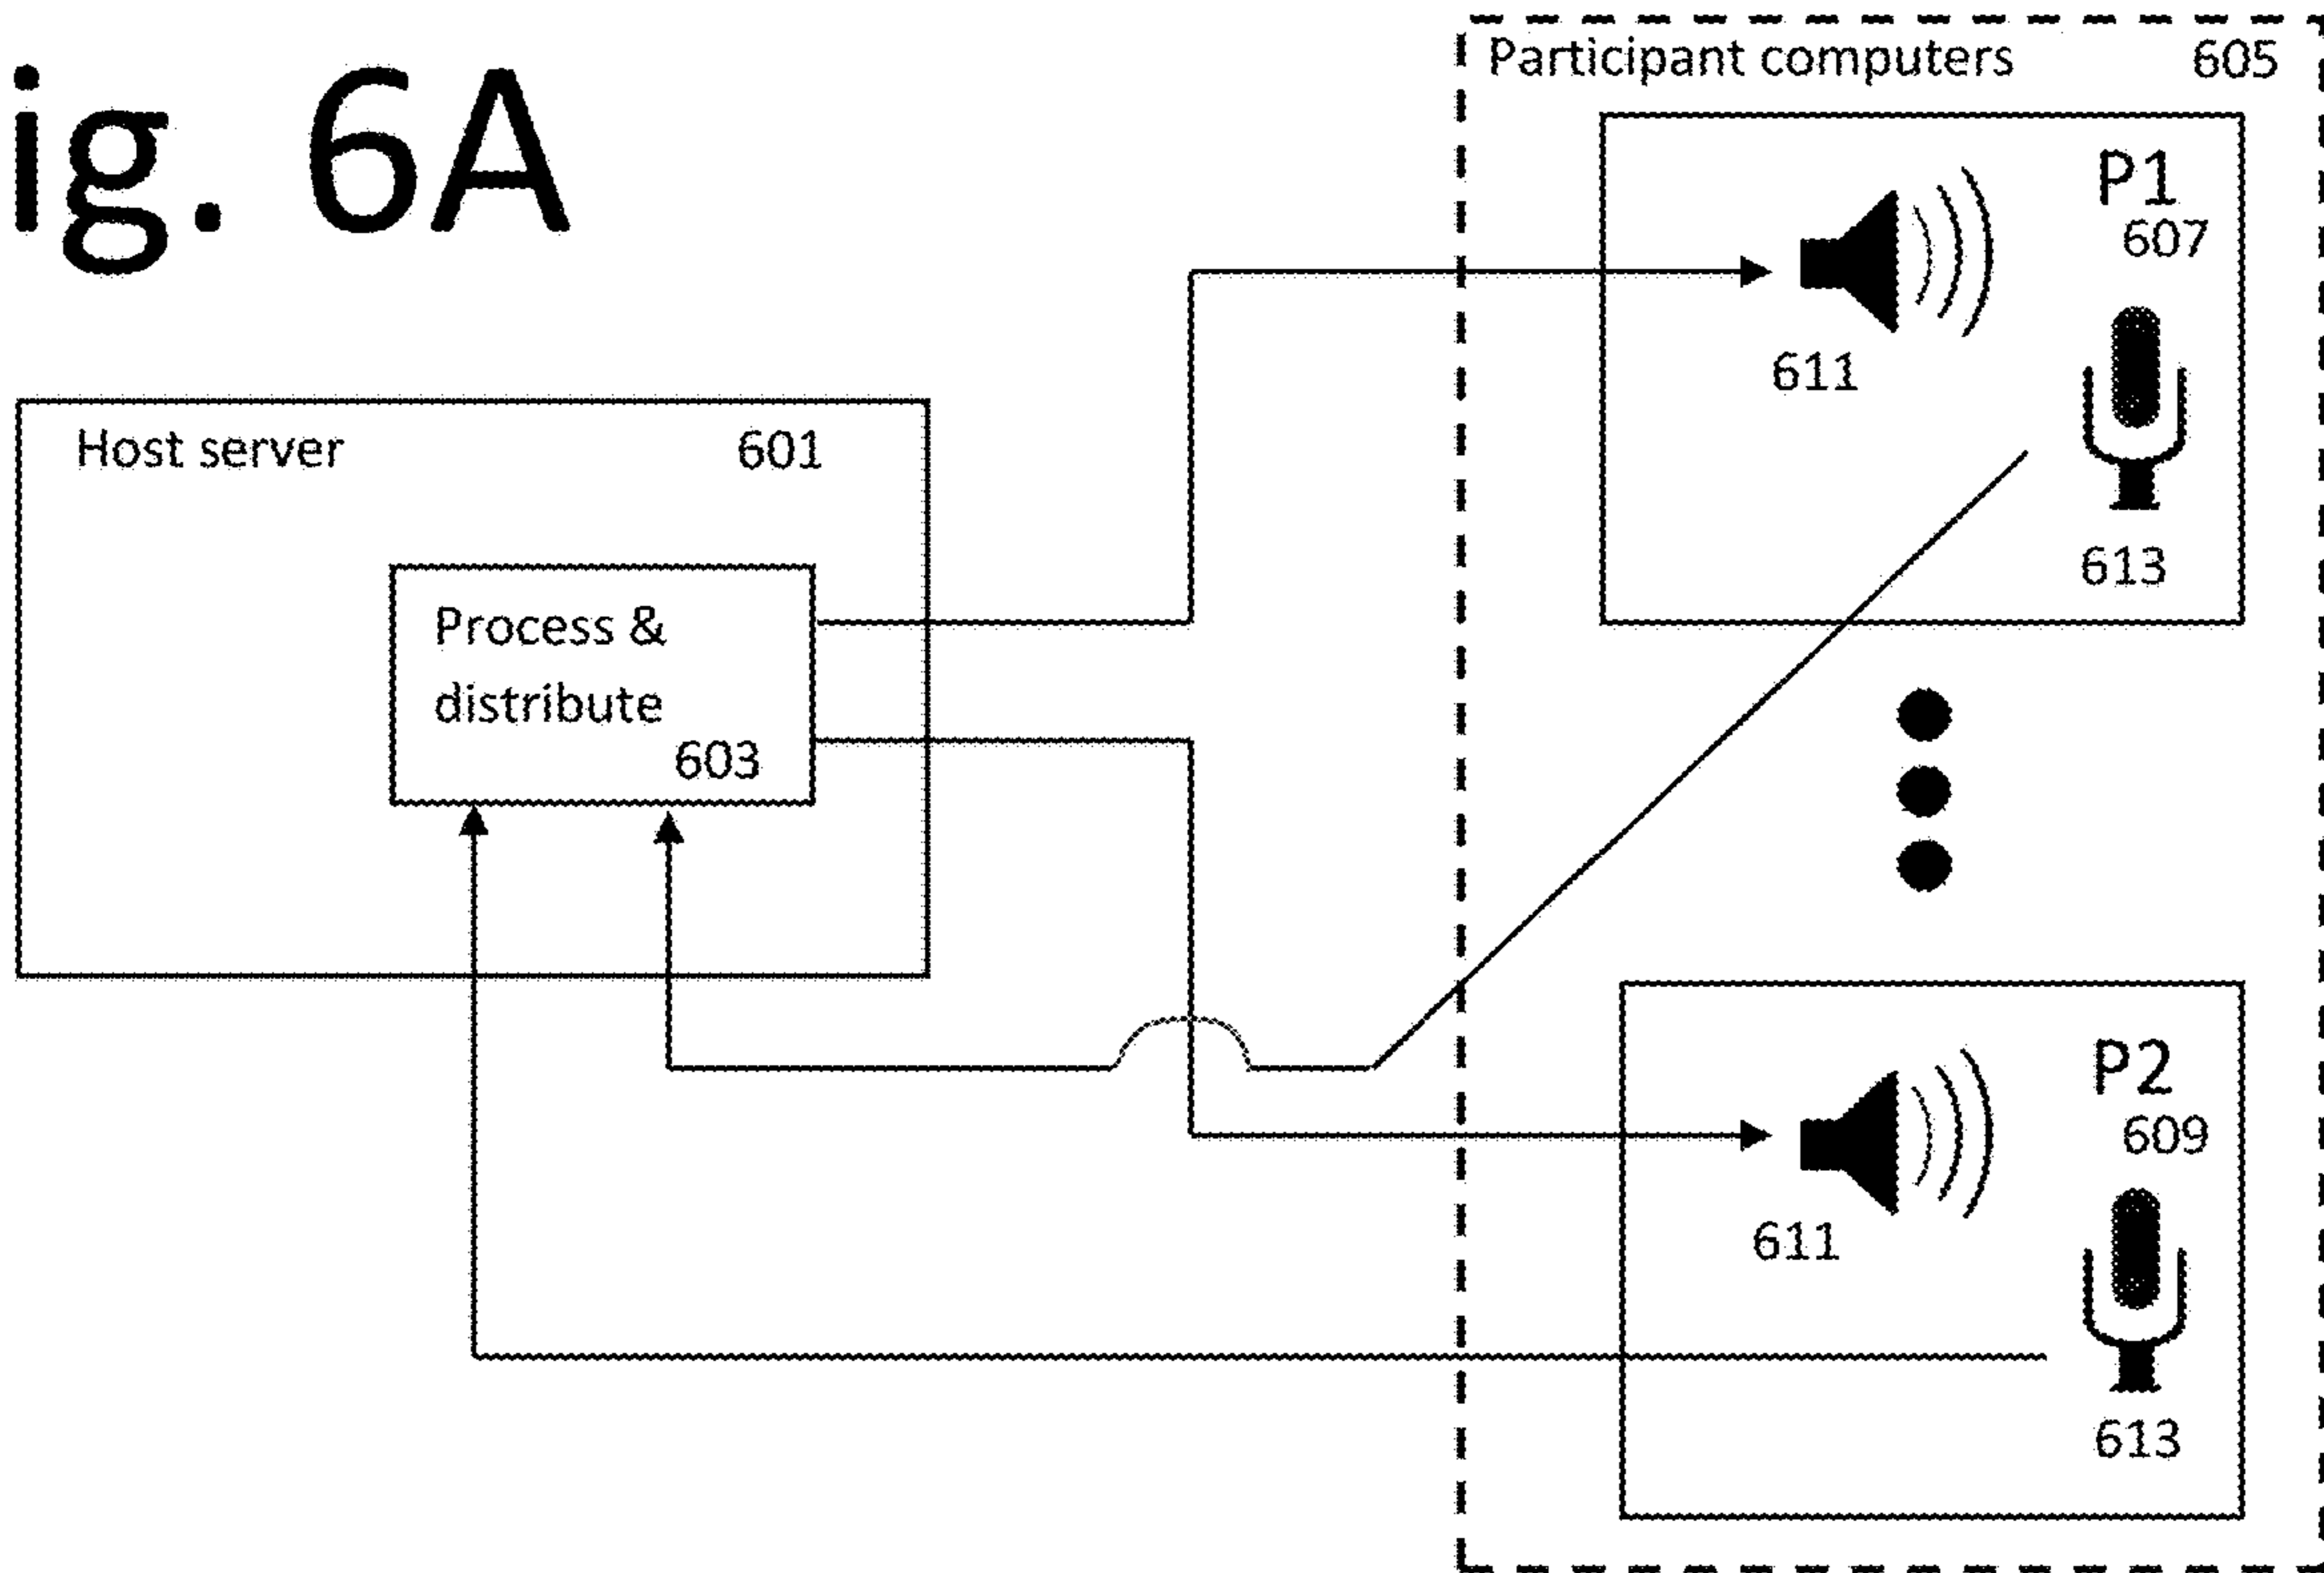 ig. 6A
Participant computers 605
P1
607
611
613
Host server 601
Process &
distribute
603
P2
609
611
613